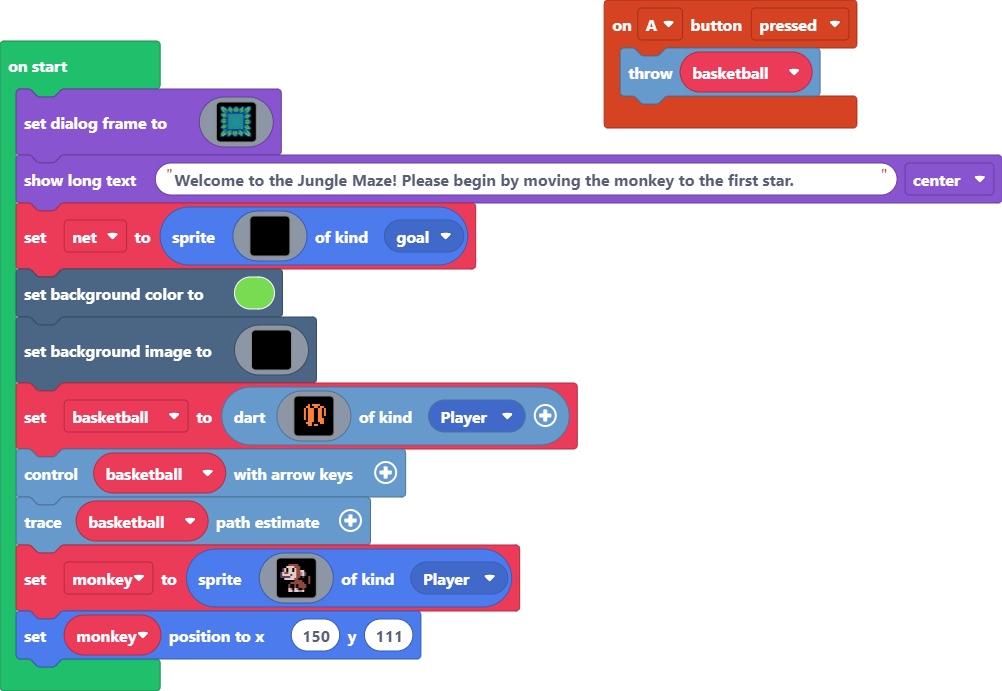 on start
set dialog frame to
show long text "Welcome to the Jungle Maze! Please begin by moving the monkey to the first star." center
set net to sprite of kind goal
set background color to
set background image to
set basketball to dart of kind Player
control basketball with arrow keys
trace basketball path estimate
set monkey to sprite of kind Player
set monkey position to x 150 y 111
on A button pressed
throw basketball